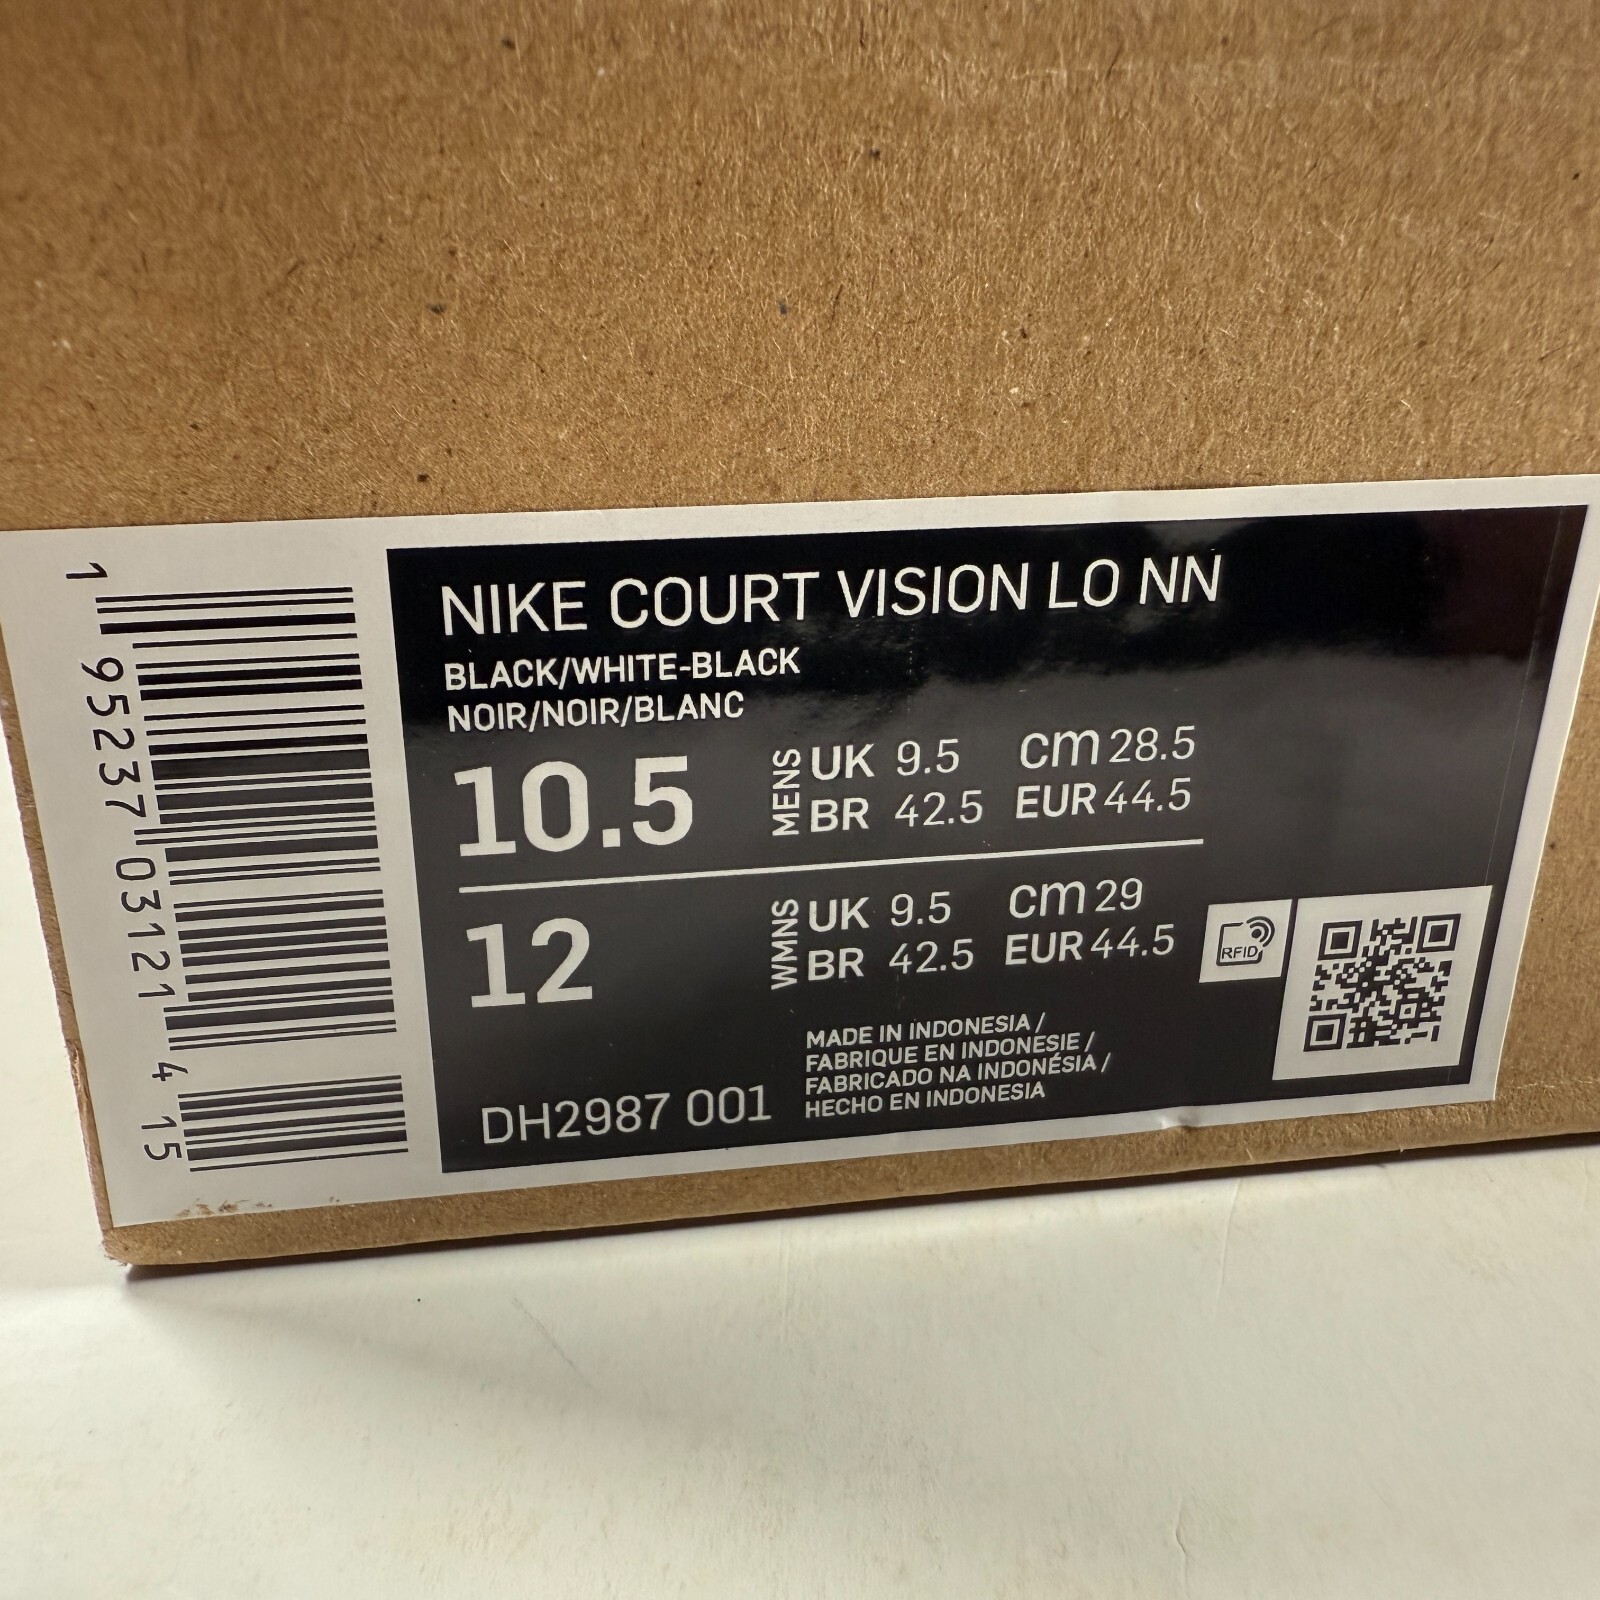 1 95237 03121 4 15
NIKE COURT VISION LO NN
BLACK/WHITE-BLACK
NOIR/NOIR/BLANC
10.5 MENS UK 9.5 cm 28.5
BR 42.5 EUR 44.5
12 WMNS UK 9.5 cm 29
BR 42.5 EUR 44.5
RFID
DH2987 001
MADE IN INDONESIA /
FABRIQUE EN INDONESIE /
FABRICADO NA INDONÉSIA /
HECHO EN INDONESIA